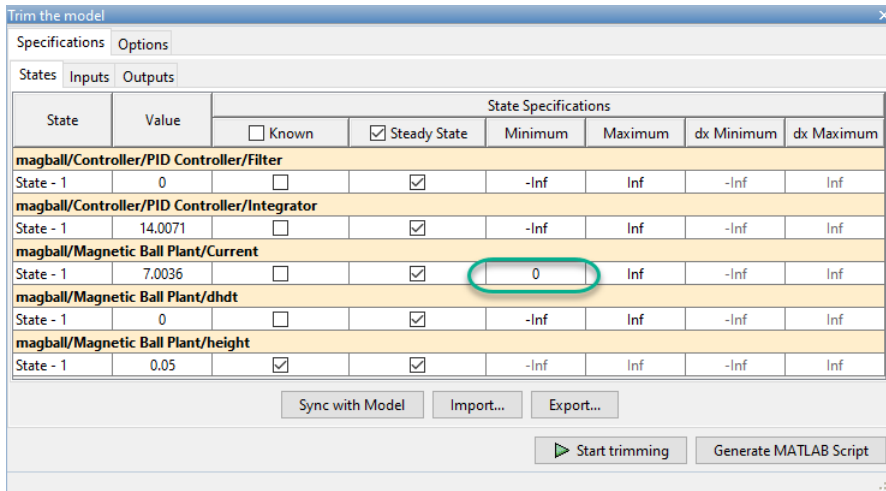 Trim the model
Specifications Options
States Inputs Outputs
State Value State Specifications
Known Steady State Minimum Maximum dx Minimum dx Maximum
magball/Controller/PID Controller/Filter
State - 1 0 -Inf Inf -Inf Inf
magball/Controller/PID Controller/Integrator
State - 1 14.0071 -Inf Inf -Inf Inf
magball/Magnetic Ball Plant/Current
State - 1 7.0036 0 Inf -Inf Inf
magball/Magnetic Ball Plant/dhdt
State - 1 0 -Inf Inf -Inf Inf
magball/Magnetic Ball Plant/height
State - 1 0.05 -Inf Inf -Inf Inf
Sync with Model Import... Export...
Start trimming Generate MATLAB Script